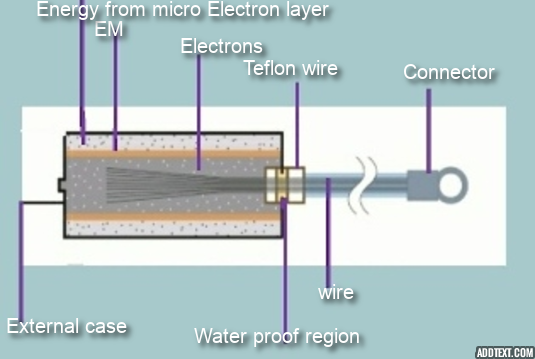 Energy from micro Electron layer
EM
Electrons
Teflon wire
Connector
wire
External case
Water proof region
ADDTEXT.COM